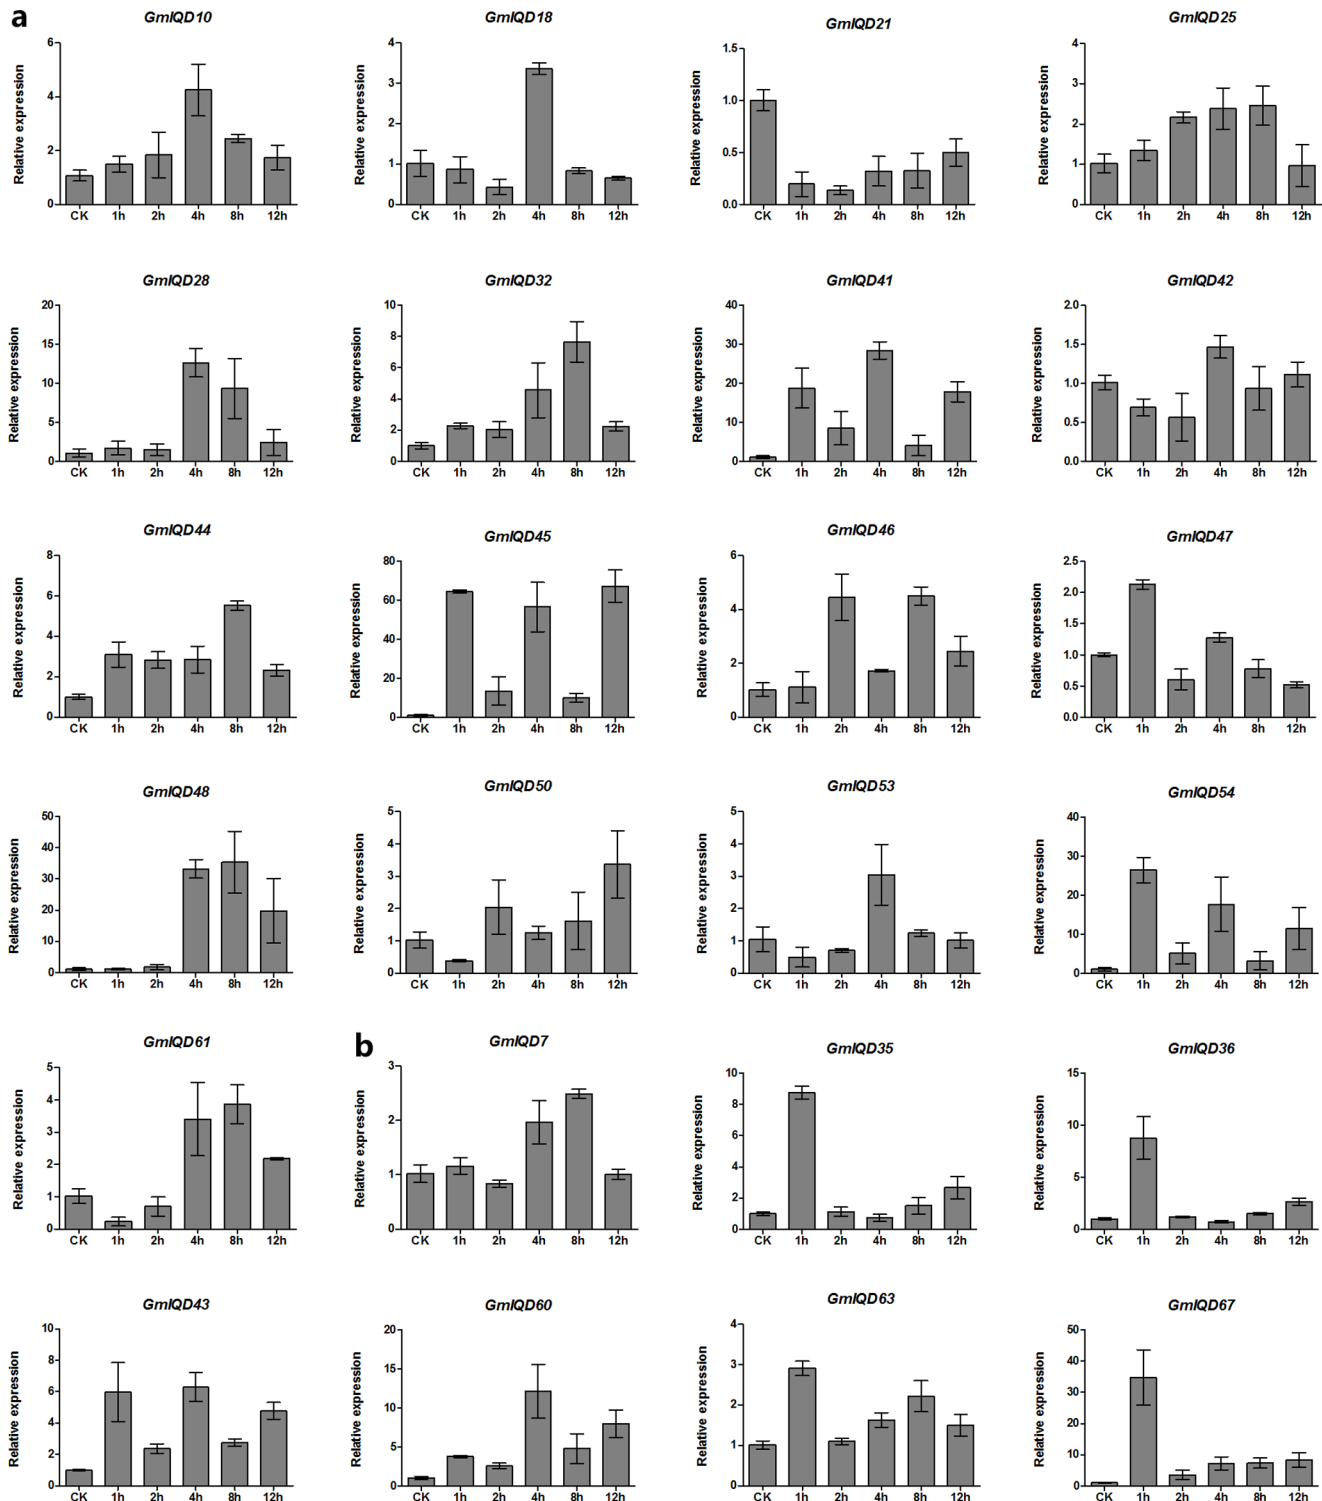 a
GmIQD10
Relative expression
6
4
2
0
CK 1h 2h 4h 8h 12h
GmIQD18
Relative expression
4
3
2
1
0
CK 1h 2h 4h 8h 12h
GmIQD21
Relative expression
1.5
1.0
0.5
0.0
CK 1h 2h 4h 8h 12h
GmIQD25
Relative expression
4
3
2
1
0
CK 1h 2h 4h 8h 12h
GmIQD28
Relative expression
20
15
10
5
0
CK 1h 2h 4h 8h 12h
GmIQD32
Relative expression
10
8
6
4
2
0
CK 1h 2h 4h 8h 12h
GmIQD41
Relative expression
40
30
20
10
0
CK 1h 2h 4h 8h 12h
GmIQD42
Relative expression
2.0
1.5
1.0
0.5
0.0
CK 1h 2h 4h 8h 12h
GmIQD44
Relative expression
8
6
4
2
0
CK 1h 2h 4h 8h 12h
GmIQD45
Relative expression
80
60
40
20
0
CK 1h 2h 4h 8h 12h
GmIQD46
Relative expression
6
4
2
0
CK 1h 2h 4h 8h 12h
GmIQD47
Relative expression
2.5
2.0
1.5
1.0
0.5
0.0
CK 1h 2h 4h 8h 12h
GmIQD48
Relative expression
50
40
30
20
10
0
CK 1h 2h 4h 8h 12h
GmIQD50
Relative expression
5
4
3
2
1
0
CK 1h 2h 4h 8h 12h
GmIQD53
Relative expression
5
4
3
2
1
0
CK 1h 2h 4h 8h 12h
GmIQD54
Relative expression
40
30
20
10
0
CK 1h 2h 4h 8h 12h
GmIQD61
Relative expression
5
4
3
2
1
0
CK 1h 2h 4h 8h 12h
b
GmIQD7
Relative expression
3
2
1
0
CK 1h 2h 4h 8h 12h
GmIQD35
Relative expression
10
8
6
4
2
0
CK 1h 2h 4h 8h 12h
GmIQD36
Relative expression
15
10
5
0
CK 1h 2h 4h 8h 12h
GmIQD43
Relative expression
10
8
6
4
2
0
CK 1h 2h 4h 8h 12h
GmIQD60
Relative expression
20
15
10
5
0
CK 1h 2h 4h 8h 12h
GmIQD63
Relative expression
4
3
2
1
0
CK 1h 2h 4h 8h 12h
GmIQD67
Relative expression
50
40
30
20
10
0
CK 1h 2h 4h 8h 12h